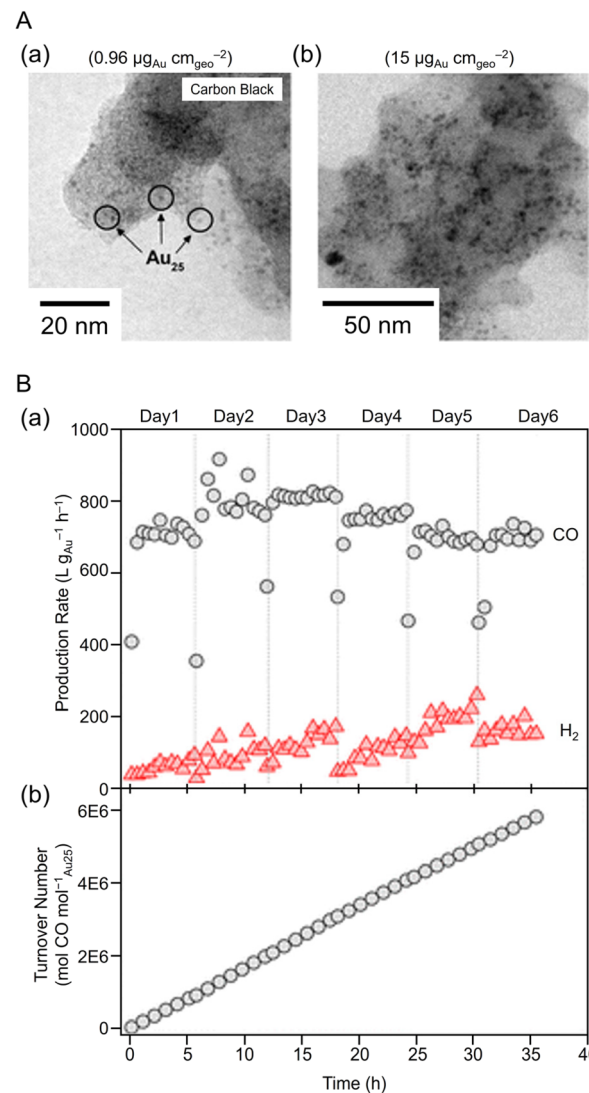 A
(a) (0.96 μgAu cmgeo⁻²) (b) (15 μgAu cmgeo⁻²)
Carbon Black
Au25
20 nm 50 nm
B
(a) Day1 Day2 Day3 Day4 Day5 Day6
1000
800
CO
600
400
200
H2
0
Production Rate (L gAu⁻¹ h⁻¹)
(b)
6E6
4E6
2E6
0
Turnover Number
(mol CO mol⁻¹Au25)
0 5 10 15 20 25 30 35 40
Time (h)